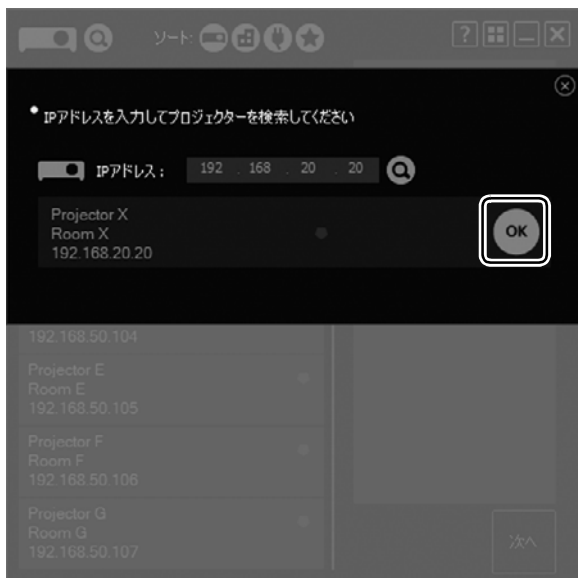 ソート:
?
IPアドレスを入力してプロジェクターを検索してください
IPアドレス: 192 . 168 . 20 . 20
Projector X
Room X
192.168.20.20
OK
192.168.50.104
Projector E
Room E
192.168.50.105
Projector F
Room F
192.168.50.106
Projector G
Room G
192.168.50.107
次へ